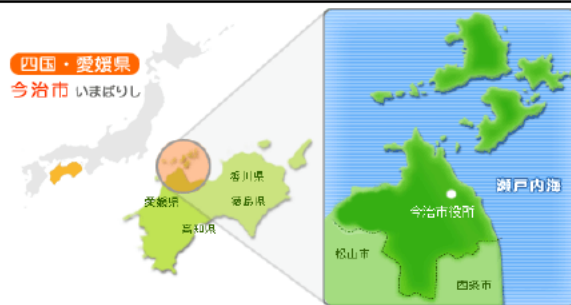 四国・愛媛県
今治市 いまばりし
香川県
愛媛県
徳島県
高知県
瀬戸内海
今治市役所
松山市
西条市